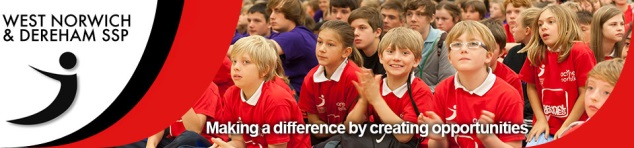 WEST NORWICH
& DEREHAM SSP
Making a difference by creating opportunities